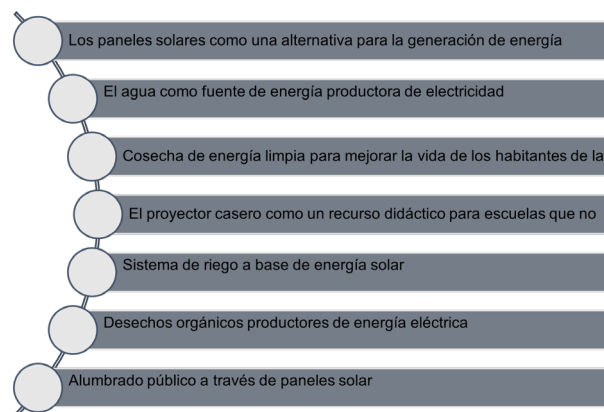 Los paneles solares como una alternativa para la generación de energía
El agua como fuente de energía productora de electricidad
Cosecha de energía limpia para mejorar la vida de los habitantes de la
El proyector casero como un recurso didáctico para escuelas que no
Sistema de riego a base de energía solar
Desechos orgánicos productores de energía eléctrica
Alumbrado público a través de paneles solar